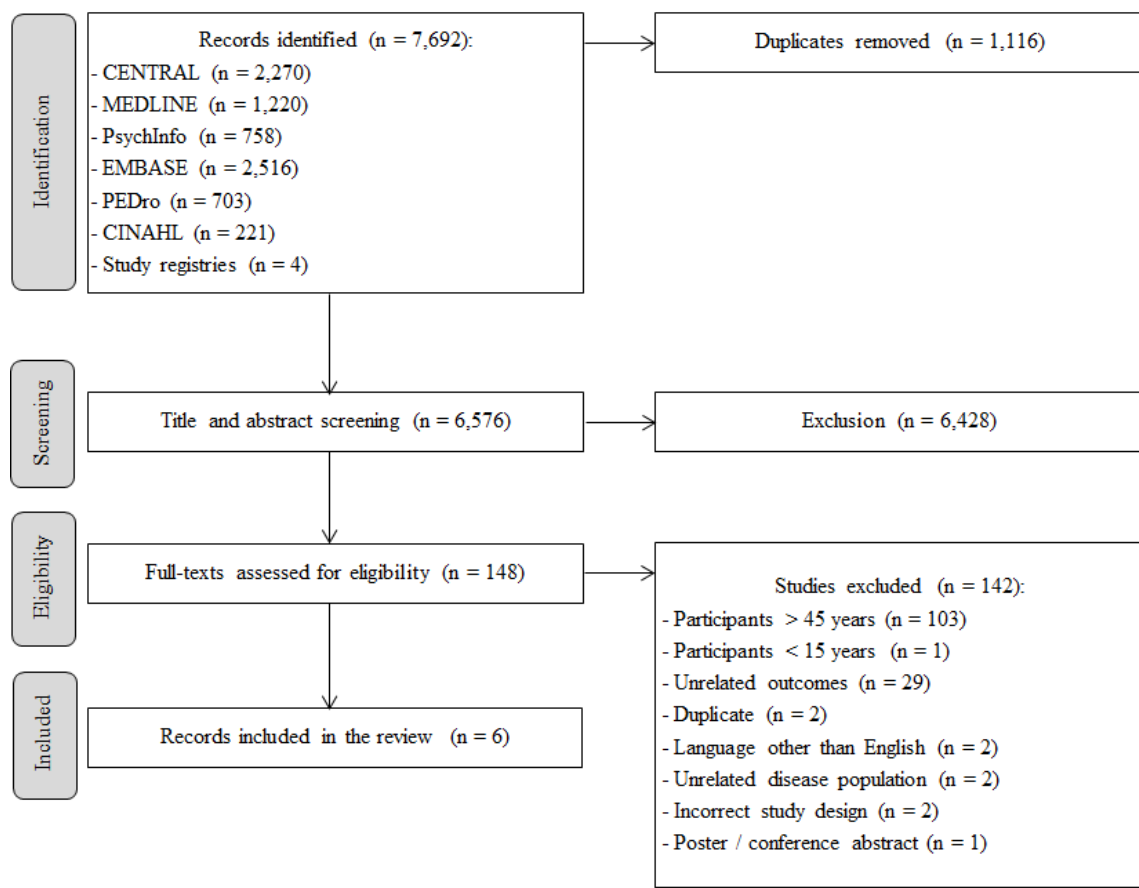 Identification
Records identified (n = 7,692):
- CENTRAL (n = 2,270)
- MEDLINE (n = 1,220)
- PsychInfo (n = 758)
- EMBASE (n = 2,516)
- PEDro (n = 703)
- CINAHL (n = 221)
- Study registries (n = 4)
Duplicates removed (n = 1,116)
Screening
Title and abstract screening (n = 6,576)
Exclusion (n = 6,428)
Eligibility
Full-texts assessed for eligibility (n = 148)
Studies excluded (n = 142):
- Participants > 45 years (n = 103)
- Participants < 15 years (n = 1)
- Unrelated outcomes (n = 29)
- Duplicate (n = 2)
- Language other than English (n = 2)
- Unrelated disease population (n = 2)
- Incorrect study design (n = 2)
- Poster / conference abstract (n = 1)
Included
Records included in the review (n = 6)